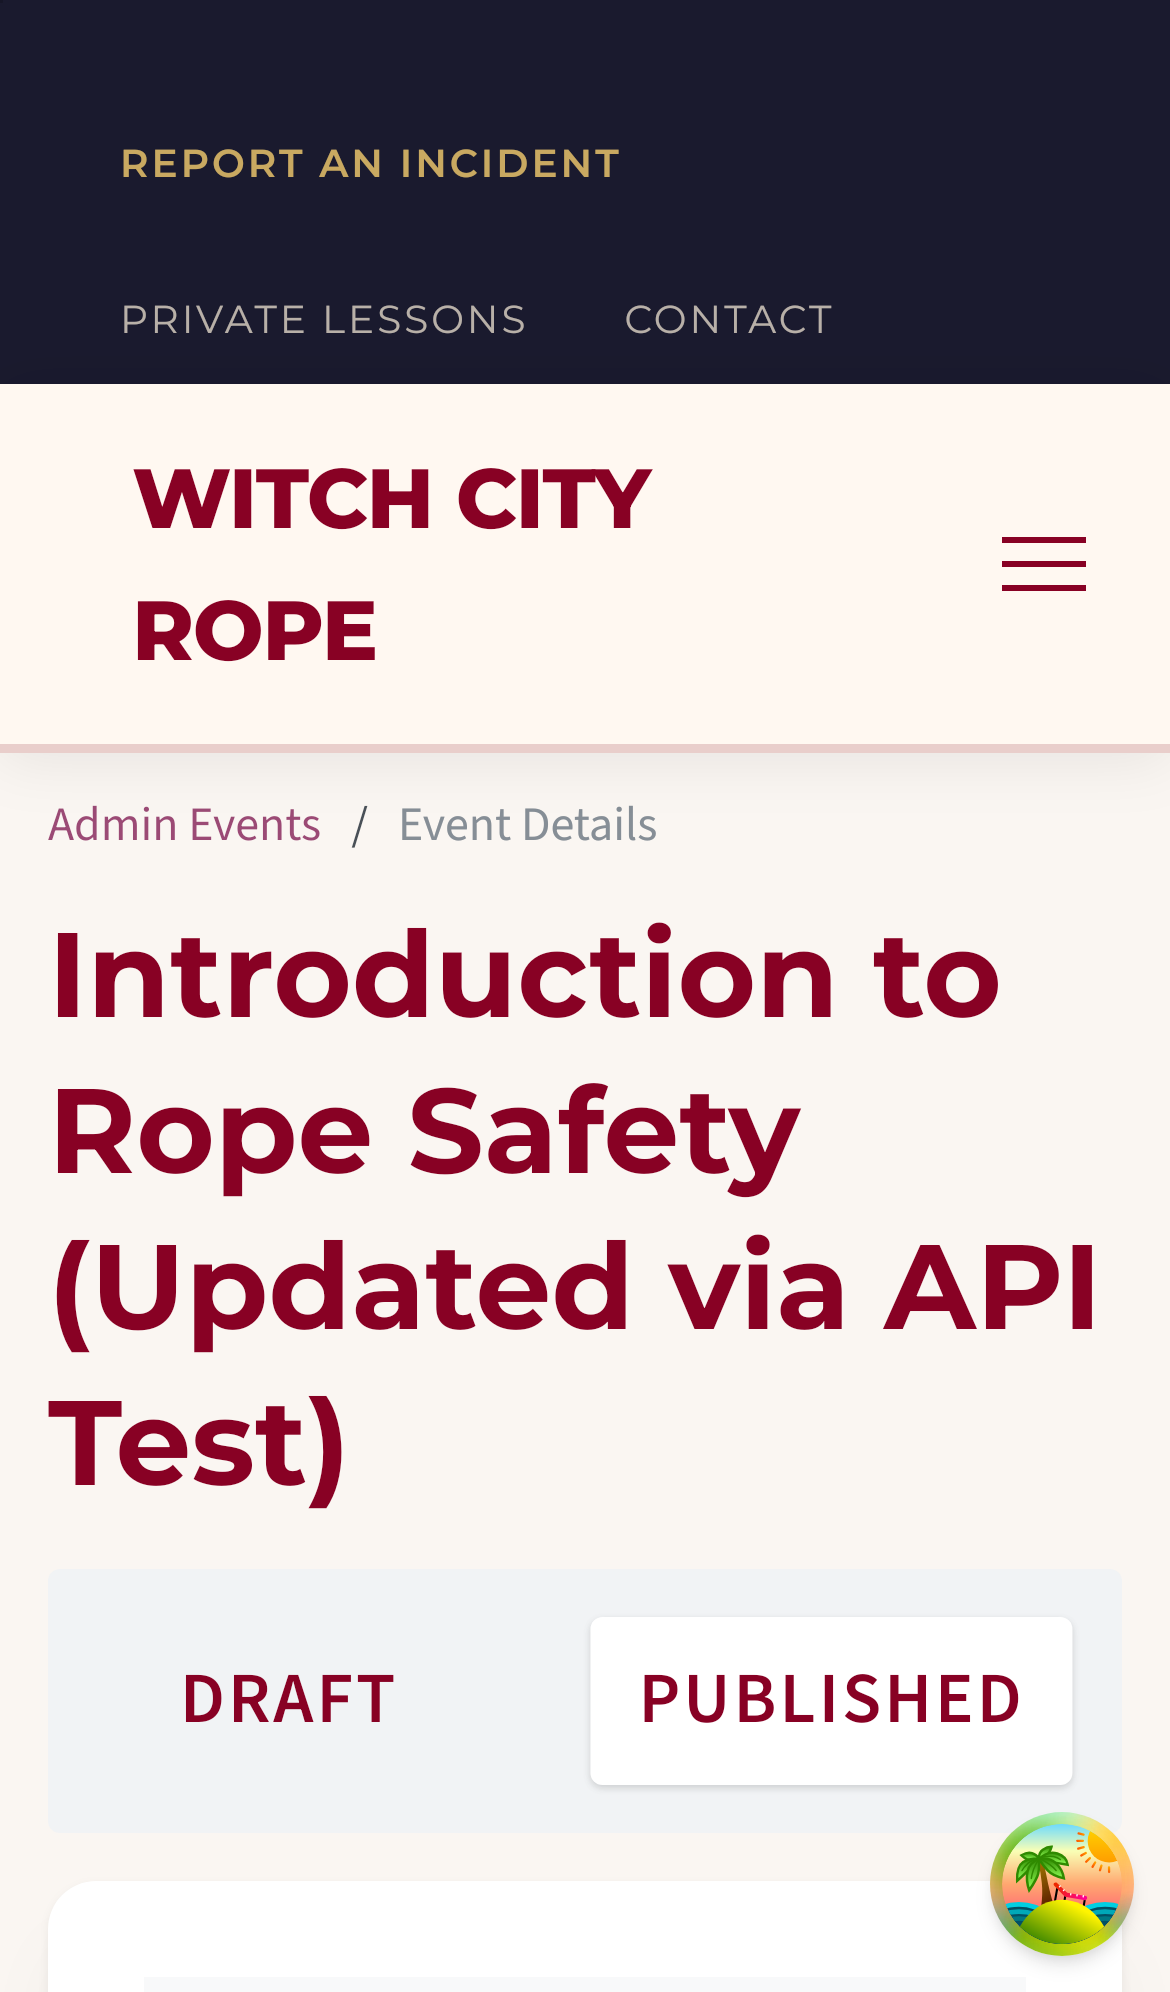 REPORT AN INCIDENT
PRIVATE LESSONS CONTACT
WITCH CITY
ROPE
Admin Events / Event Details
Introduction to
Rope Safety
(Updated via API
Test)
DRAFT PUBLISHED